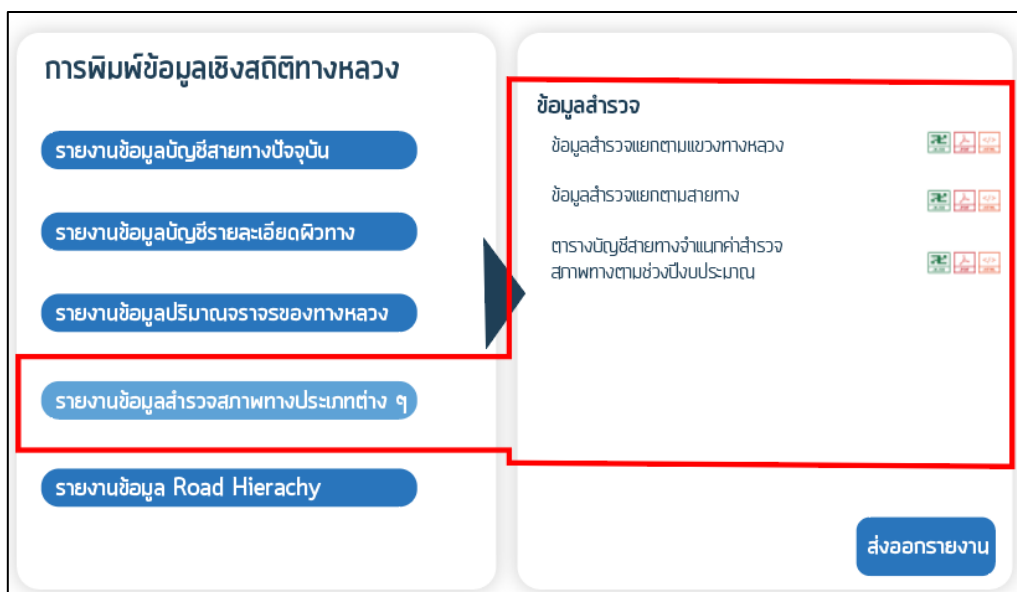 การพิมพ์ข้อมูลเชิงสถิติทางหลวง
รายงานข้อมูลบัญชีสายทางปัจจุบัน
รายงานข้อมูลบัญชีรายละเอียดผิวทาง
รายงานข้อมูลปริมาณจราจรของทางหลวง
รายงานข้อมูลสำรวจสภาพทางประเภทต่าง ๆ
รายงานข้อมูล Road Hierachy
ข้อมูลสำรวจ
ข้อมูลสำรวจแยกตามแขวงทางหลวง
ข้อมูลสำรวจแยกตามสายทาง
ตารางบัญชีสายทางจำแนกค่าสำรวจ
สภาพทางตามช่วงปีงบประมาณ
ส่งออกรายงาน